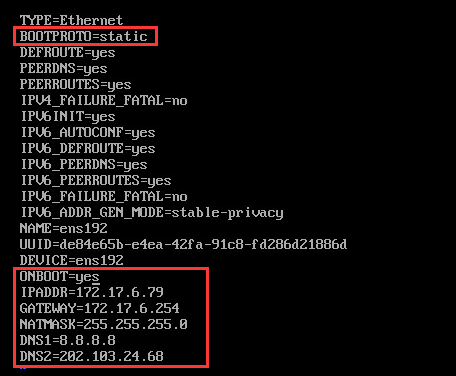 TYPE=Ethernet
BOOTPROTO=static
DEFROUTE=yes
PEERDNS=yes
PEERROUTES=yes
IPV4_FAILURE_FATAL=no
IPV6INIT=yes
IPV6_AUTOCONF=yes
IPV6_DEFROUTE=yes
IPV6_PEERDNS=yes
IPV6_PEERROUTES=yes
IPV6_FAILURE_FATAL=no
IPV6_ADDR_GEN_MODE=stable-privacy
NAME=ens192
UUID=de84e65b-e4ea-42fa-91c8-fd286d21886d
DEVICE=ens192
ONBOOT=yes
IPADDR=172.17.6.79
GATEWAY=172.17.6.254
NATMASK=255.255.255.0
DNS1=8.8.8.8
DNS2=202.103.24.68